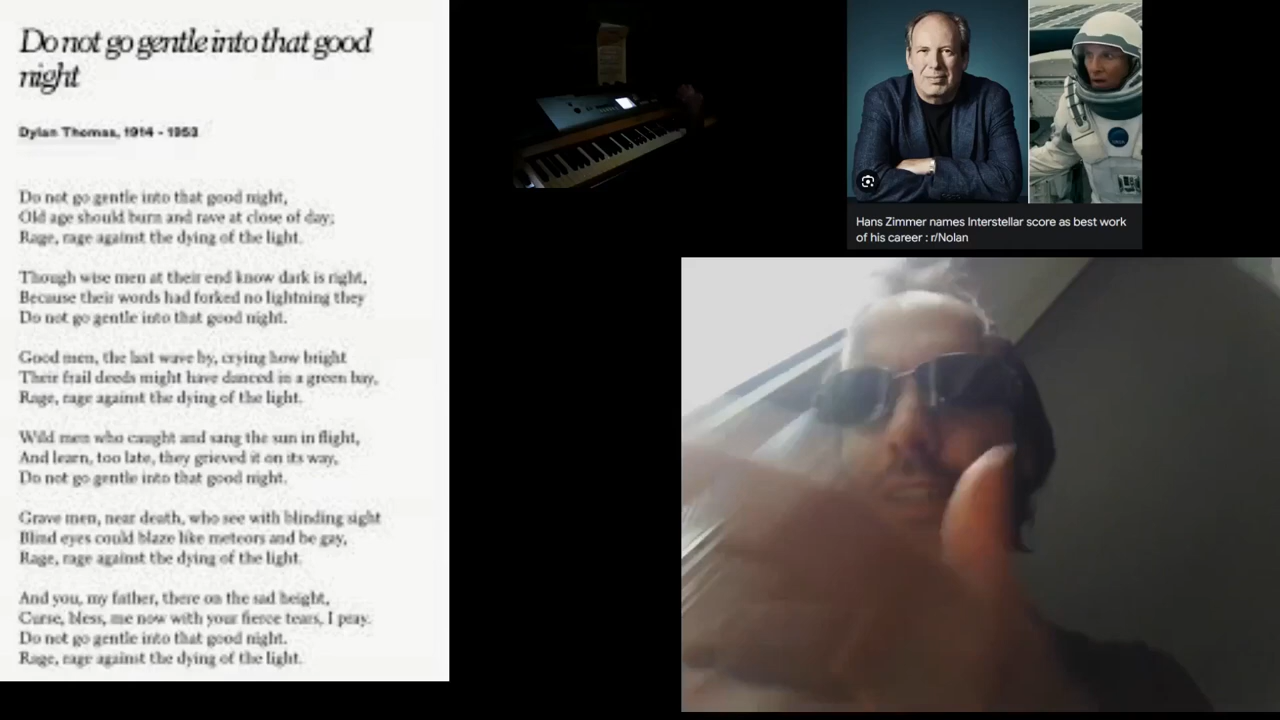 Do not go gentle into that good
night
Dylan Thomas, 1914 - 1953
Do not go gentle into that good night,
Old age should burn and rave at close of day;
Rage, rage against the dying of the light.
Though wise men at their end know dark is right,
Because their words had forked no lightning they
Do not go gentle into that good night.
Good men, the last wave by, crying how bright
Their frail deeds might have danced in a green bay,
Rage, rage against the dying of the light.
Wild men who caught and sang the sun in flight,
And learn, too late, they grieved it on its way,
Do not go gentle into that good night.
Grave men, near death, who see with blinding sight
Blind eyes could blaze like meteors and be gay,
Rage, rage against the dying of the light.
And you, my father, there on the sad height,
Curse, bless, me now with your fierce tears, I pray.
Do not go gentle into that good night.
Rage, rage against the dying of the light.
Hans Zimmer names Interstellar score as best work
of his career : r/Nolan